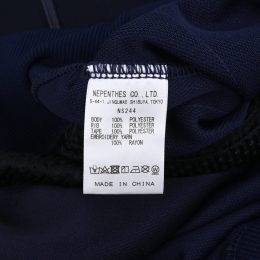 NEPENTHES CO., LTD.
5-44-1, JINGUMAE SHIBUYA, TOKYO
NS244
BODY 100% POLYESTER
RIB 100% POLYESTER
TAPE 100% POLYESTER
EMBROIDERY YARN
100% RAYON
MADE IN CHINA